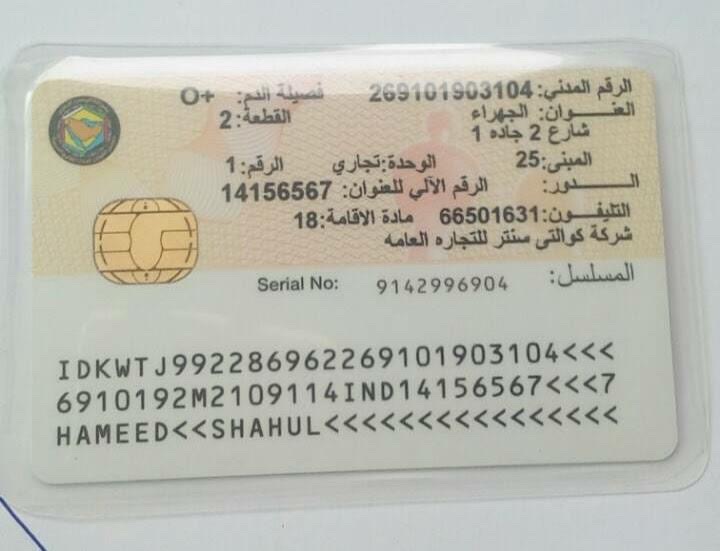 الرقم المدني: 269101903104 فصيلة الدم: O+
العنـــوان: الجهراء القطعة: 2
شارع 2 جاده 1
المبنى: 25 الوحدة: تجاري الرقم: 1
الـــدور: الرقم الآلي للعنوان: 14156567
التليفـــون: 66501631 مادة الاقامة: 18
شركة كوالتي سنتر للتجاره العامه
المسلسل: 9142996904 Serial No:
IDKWTJ992286962269101903104<<<
6910192M2109114IND14156567<<<7
HAMEED<<SHAHUL<<<<<<<<<<<<<<<<